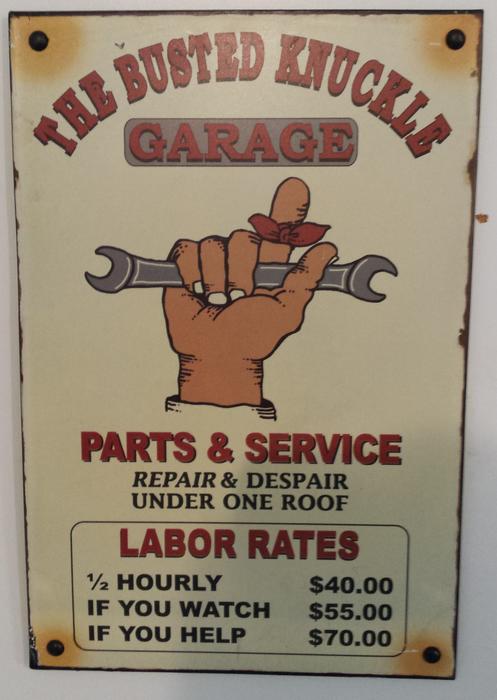 THE BUSTED KNUCKLE
GARAGE
PARTS & SERVICE
REPAIR & DESPAIR
UNDER ONE ROOF
LABOR RATES
½ HOURLY $40.00
IF YOU WATCH $55.00
IF YOU HELP $70.00